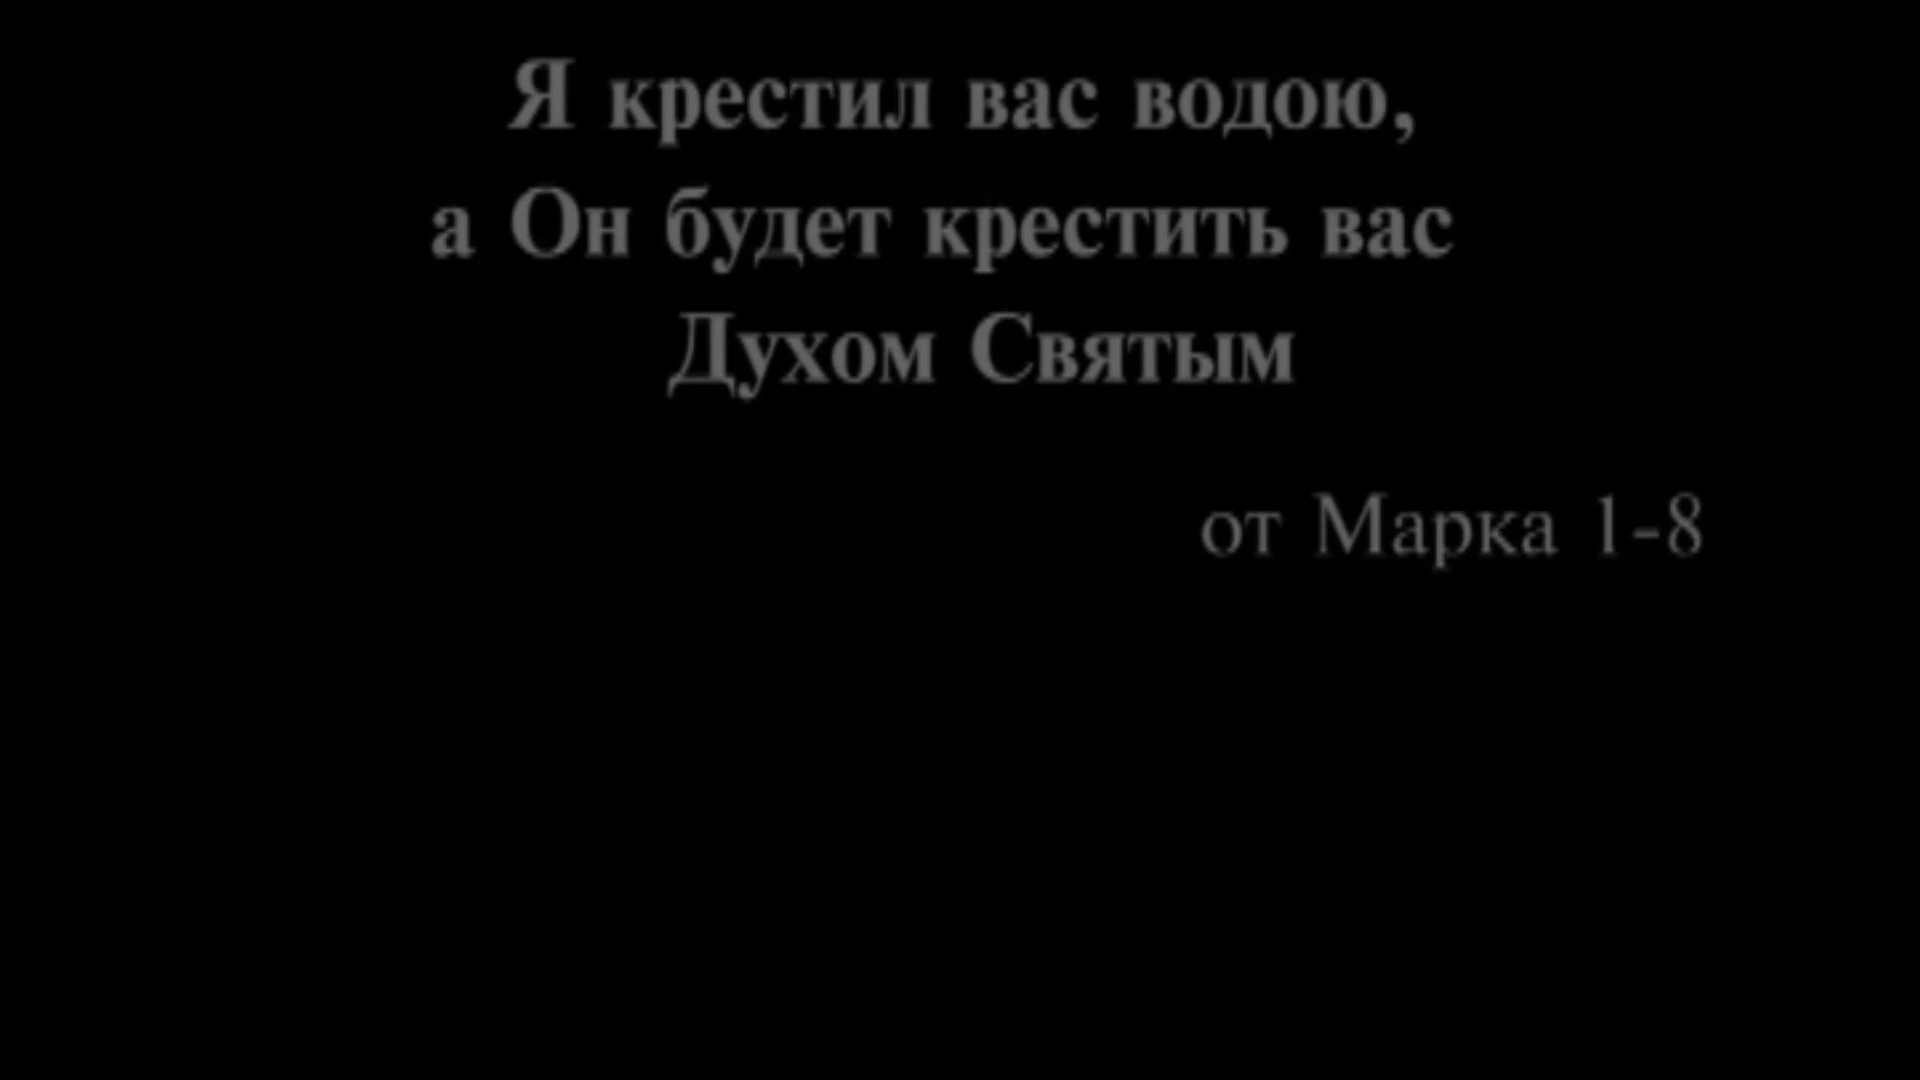 Я крестил вас водою,
а Он будет крестить вас
Духом Святым
от Марка 1-8